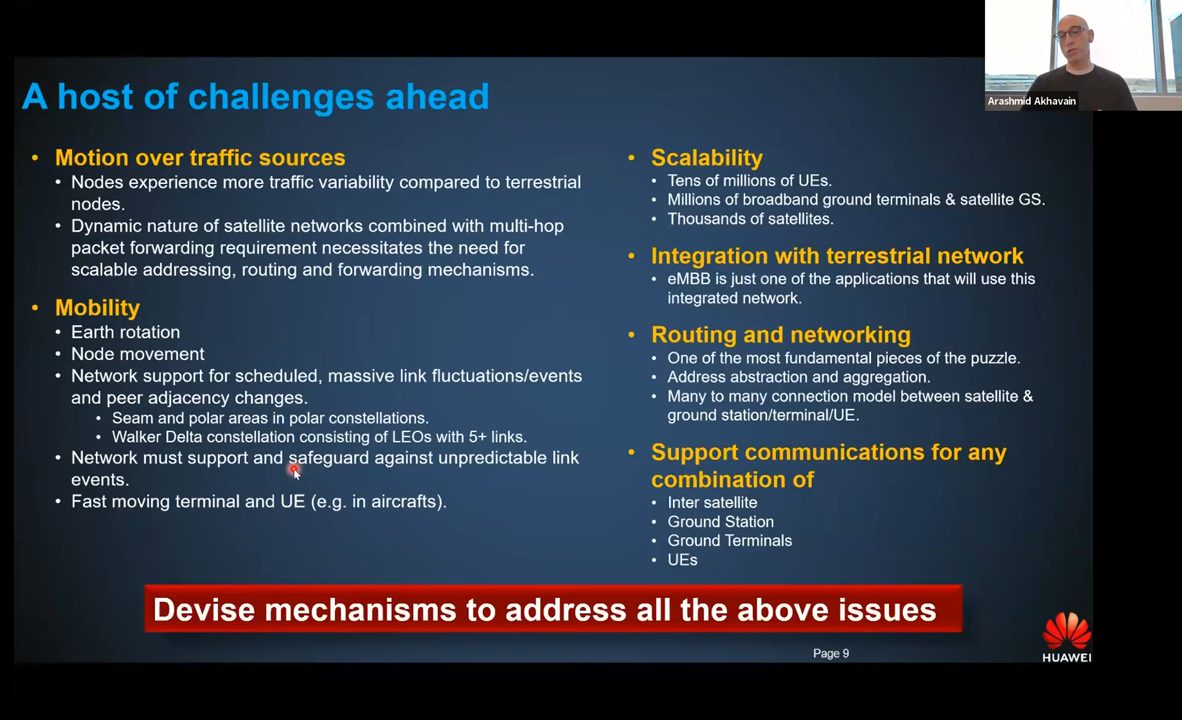 Arashmid Akhavain
A host of challenges ahead
• Motion over traffic sources
• Nodes experience more traffic variability compared to terrestrial
nodes.
• Dynamic nature of satellite networks combined with multi-hop
packet forwarding requirement necessitates the need for
scalable addressing, routing and forwarding mechanisms.
• Mobility
• Earth rotation
• Node movement
• Network support for scheduled, massive link fluctuations/events
and peer adjacency changes.
• Seam and polar areas in polar constellations.
• Walker Delta constellation consisting of LEOs with 5+ links.
• Network must support and safeguard against unpredictable link
events.
• Fast moving terminal and UE (e.g. in aircrafts).
• Scalability
• Tens of millions of UEs.
• Millions of broadband ground terminals & satellite GS.
• Thousands of satellites.
• Integration with terrestrial network
• eMBB is just one of the applications that will use this
integrated network.
• Routing and networking
• One of the most fundamental pieces of the puzzle.
• Address abstraction and aggregation.
• Many to many connection model between satellite &
ground station/terminal/UE.
• Support communications for any
combination of
• Inter satellite
• Ground Station
• Ground Terminals
• UEs
Devise mechanisms to address all the above issues
Page 9
HUAWEI